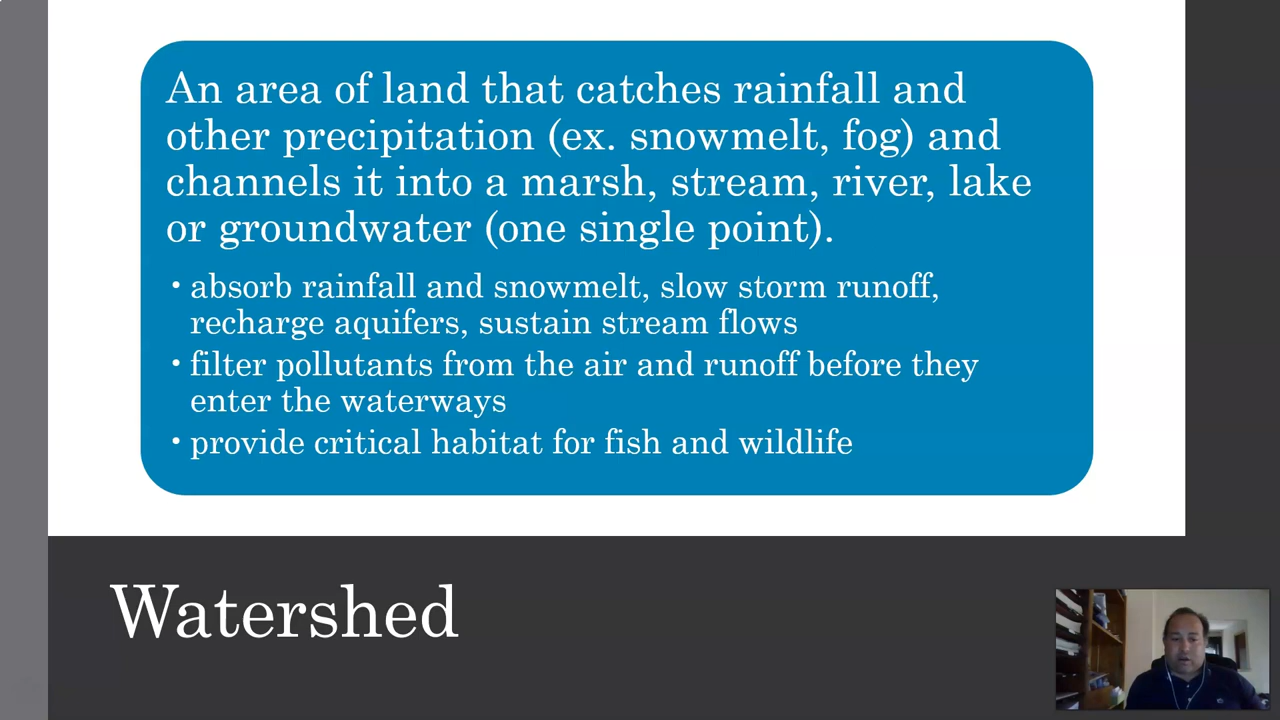 An area of land that catches rainfall and
other precipitation (ex. snowmelt, fog) and
channels it into a marsh, stream, river, lake
or groundwater (one single point).
• absorb rainfall and snowmelt, slow storm runoff,
recharge aquifers, sustain stream flows
• filter pollutants from the air and runoff before they
enter the waterways
• provide critical habitat for fish and wildlife
Watershed